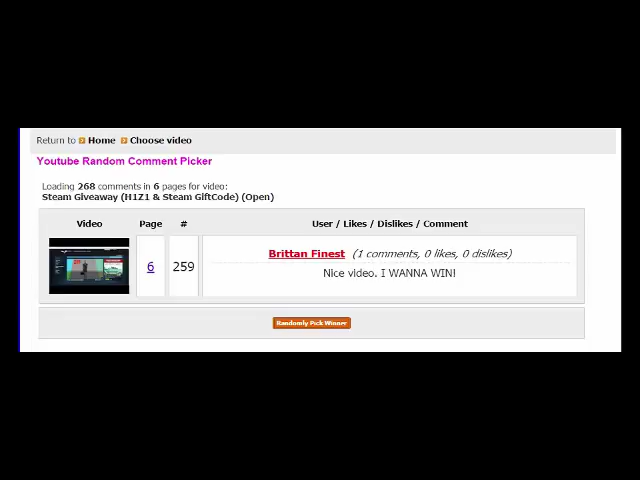 Return to Home Choose video
Youtube Random Comment Picker
Loading 268 comments in 6 pages for video:
Steam Giveaway (H1Z1 & Steam GiftCode) (Open)
Video Page # User / Likes / Dislikes / Comment
6 259 Brittan Finest (1 comments, 0 likes, 0 dislikes)
Nice video. I WANNA WIN!
Randomly Pick Winner